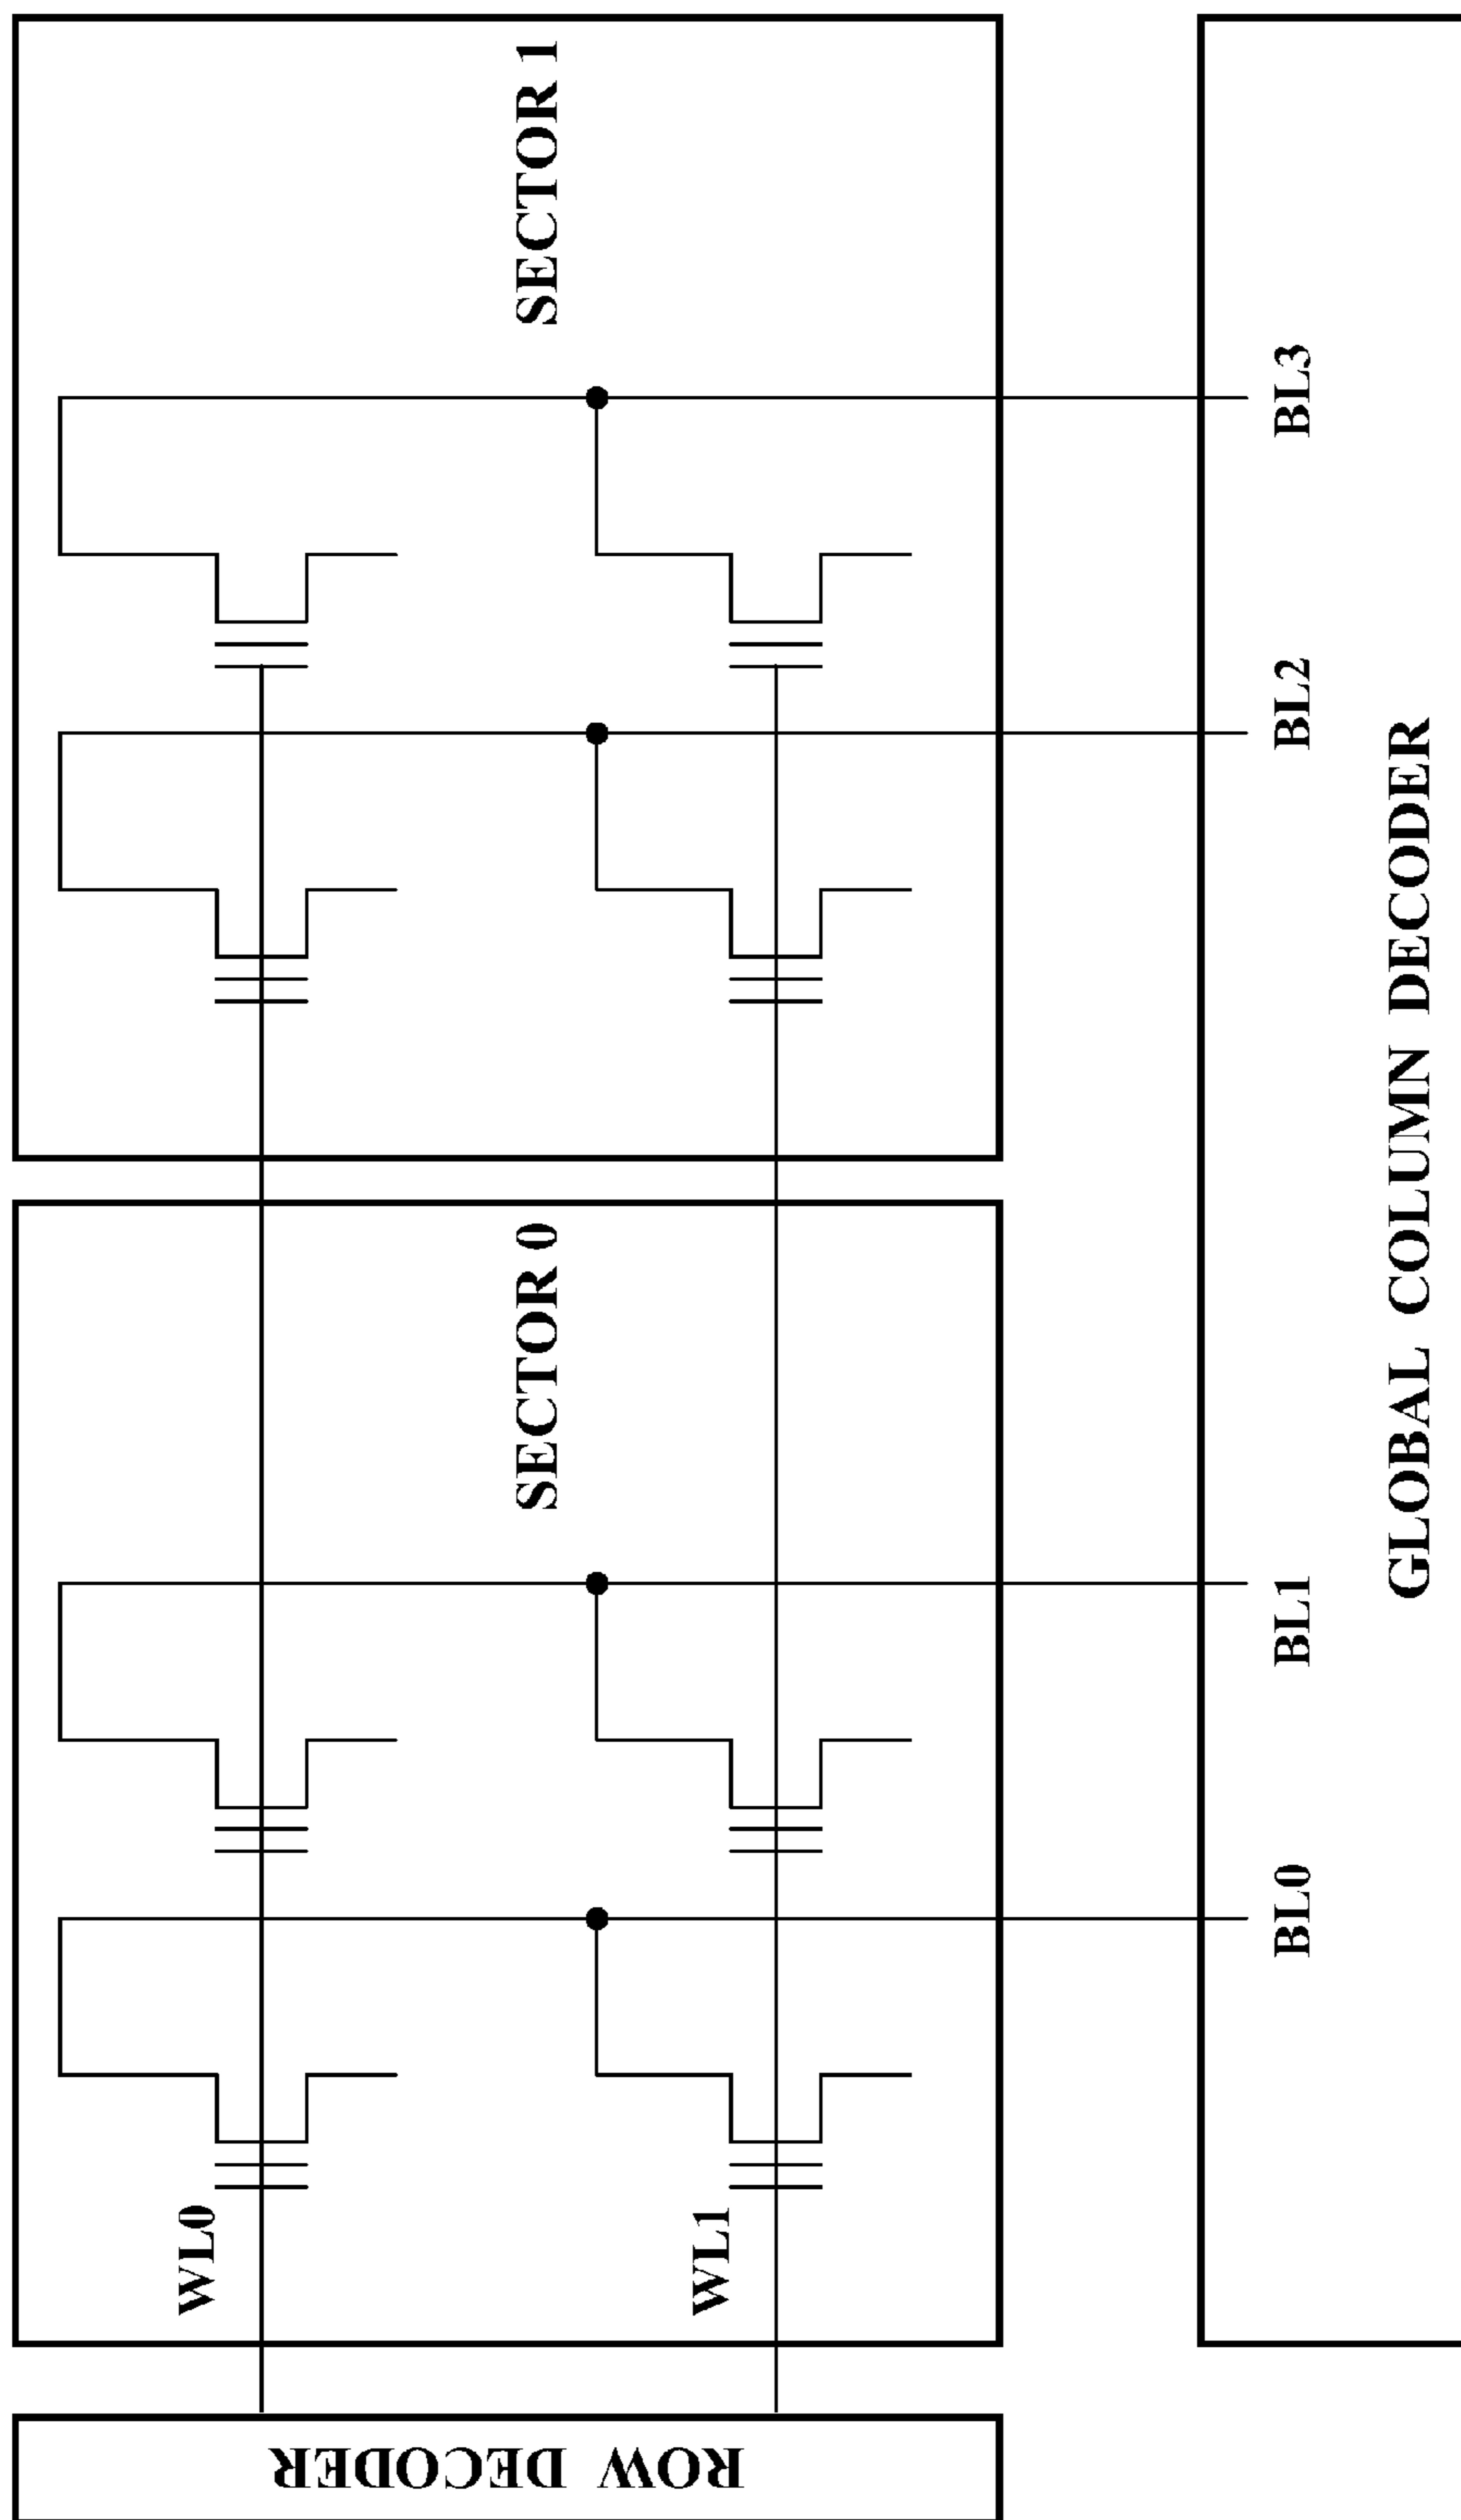 ROW DECODER
WL0
WL1
SECTOR 0
SECTOR 1
BL0
BL1
BL2
BL3
GLOBAL COLUMN DECODER